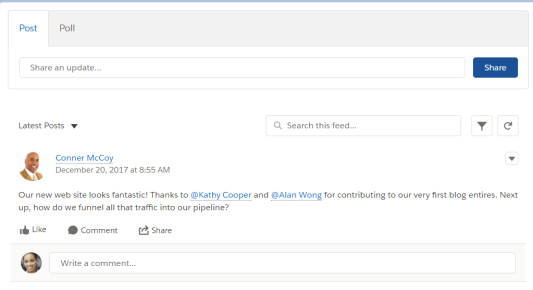 Post Poll
Share an update... Share
Latest Posts Search this feed...
Conner McCoy
December 20, 2017 at 8:55 AM
Our new web site looks fantastic! Thanks to @Kathy Cooper and @Alan Wong for contributing to our very first blog entires. Next
up, how do we funnel all that traffic into our pipeline?
Like Comment Share
Write a comment...